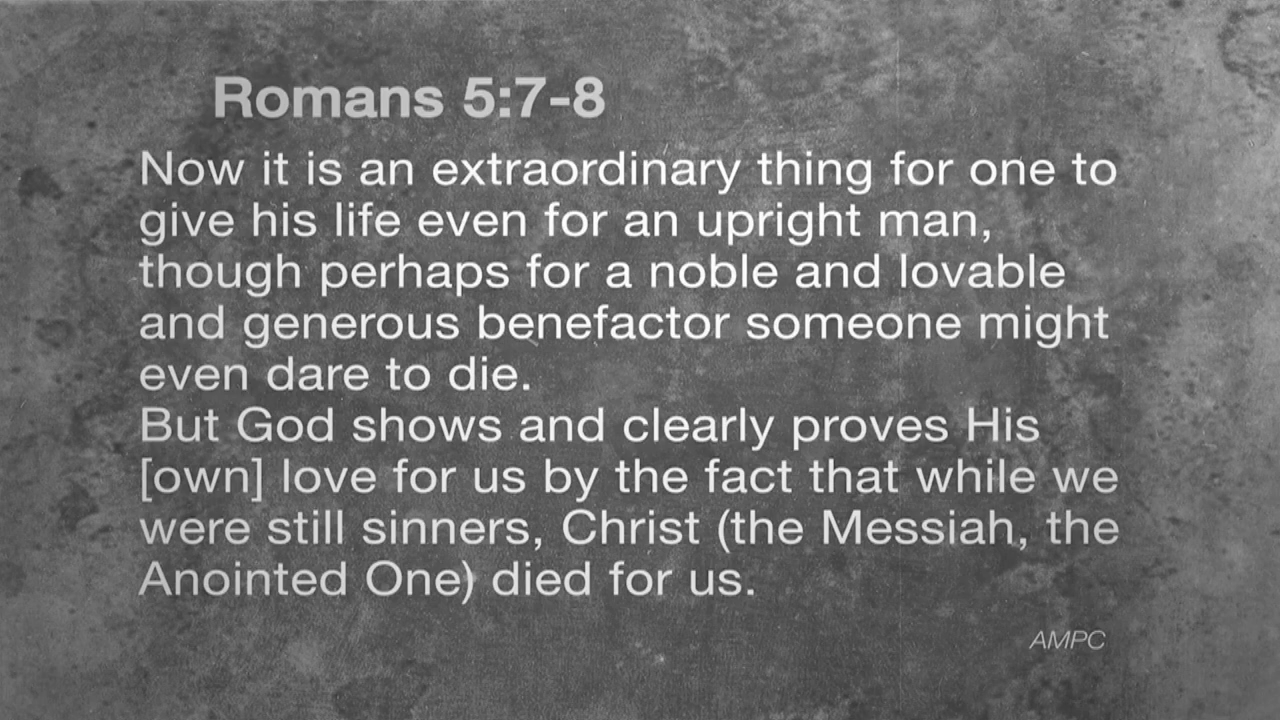 Romans 5:7-8
Now it is an extraordinary thing for one to
give his life even for an upright man,
though perhaps for a noble and lovable
and generous benefactor someone might
even dare to die.
But God shows and clearly proves His
[own] love for us by the fact that while we
were still sinners, Christ (the Messiah, the
Anointed One) died for us.
AMPC